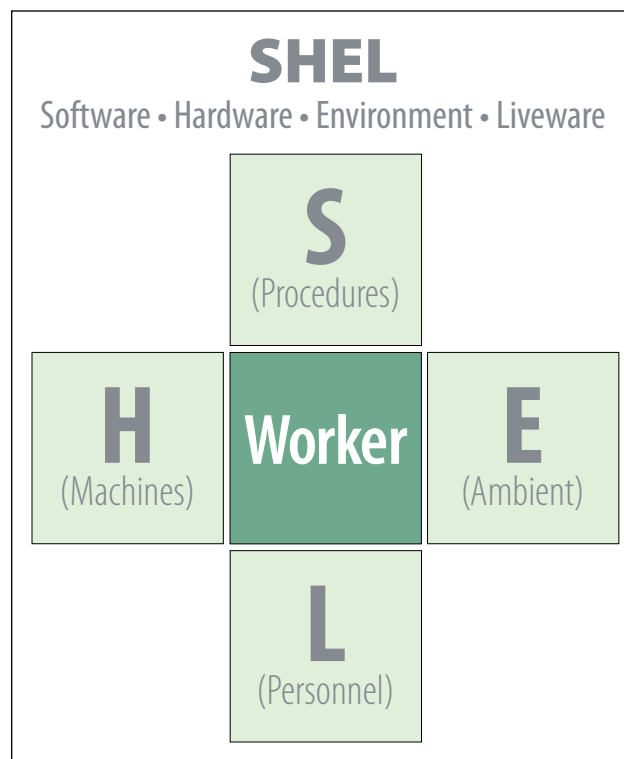 SHEL
Software • Hardware • Environment • Liveware
S
(Procedures)
H
(Machines)
Worker
E
(Ambient)
L
(Personnel)